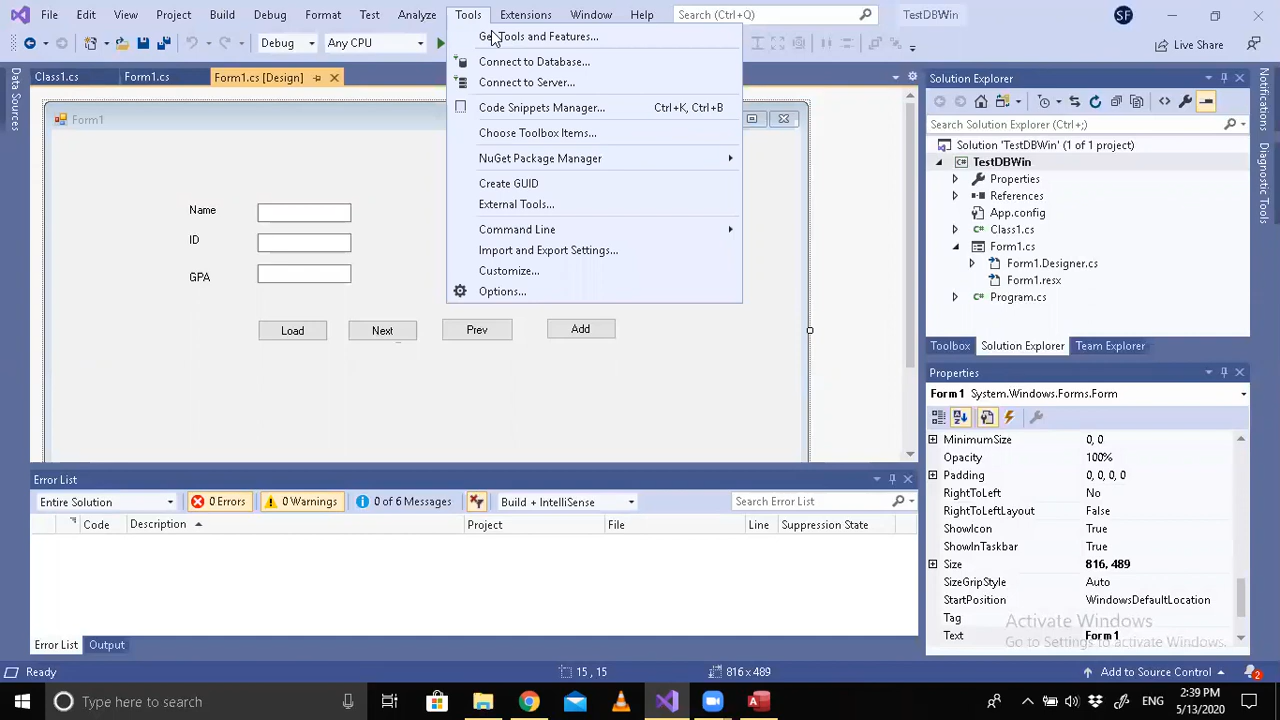 File Edit View Project Build Debug Format Test Analyze Tools Extensions Window Help Search (Ctrl+Q) TestDBWin SF
Debug Any CPU Live Share
Data Sources
Class1.cs Form1.cs Form1.cs [Design]
Form1
Name
ID
GPA
Load Next Prev Add
Tools and Features...
Connect to Database...
Connect to Server...
Code Snippets Manager... Ctrl+K, Ctrl+B
Choose Toolbox Items...
NuGet Package Manager
Create GUID
External Tools...
Command Line
Import and Export Settings...
Customize...
Options...
Solution Explorer
Search Solution Explorer (Ctrl+;)
Solution 'TestDBWin' (1 of 1 project)
TestDBWin
Properties
References
App.config
Class1.cs
Form1.cs
Form1.Designer.cs
Form1.resx
Program.cs
Toolbox Solution Explorer Team Explorer
Notifications
Diagnostic Tools
Properties
Form1 System.Windows.Forms.Form
MinimumSize 0, 0
Opacity 100%
Padding 0, 0, 0, 0
RightToLeft No
RightToLeftLayout False
ShowIcon True
ShowInTaskbar True
Size 816, 489
SizeGripStyle Auto
StartPosition WindowsDefaultLocation
Tag
Text Form1
Activate Windows
Go to Settings to activate Windows.
Error List
Entire Solution 0 Errors 0 Warnings 0 of 6 Messages Build + IntelliSense Search Error List
Code Description Project File Line Suppression State
Error List Output
Ready 15, 15 816 x 489 Add to Source Control 2
Type here to search ENG 2:39 PM
5/13/2020